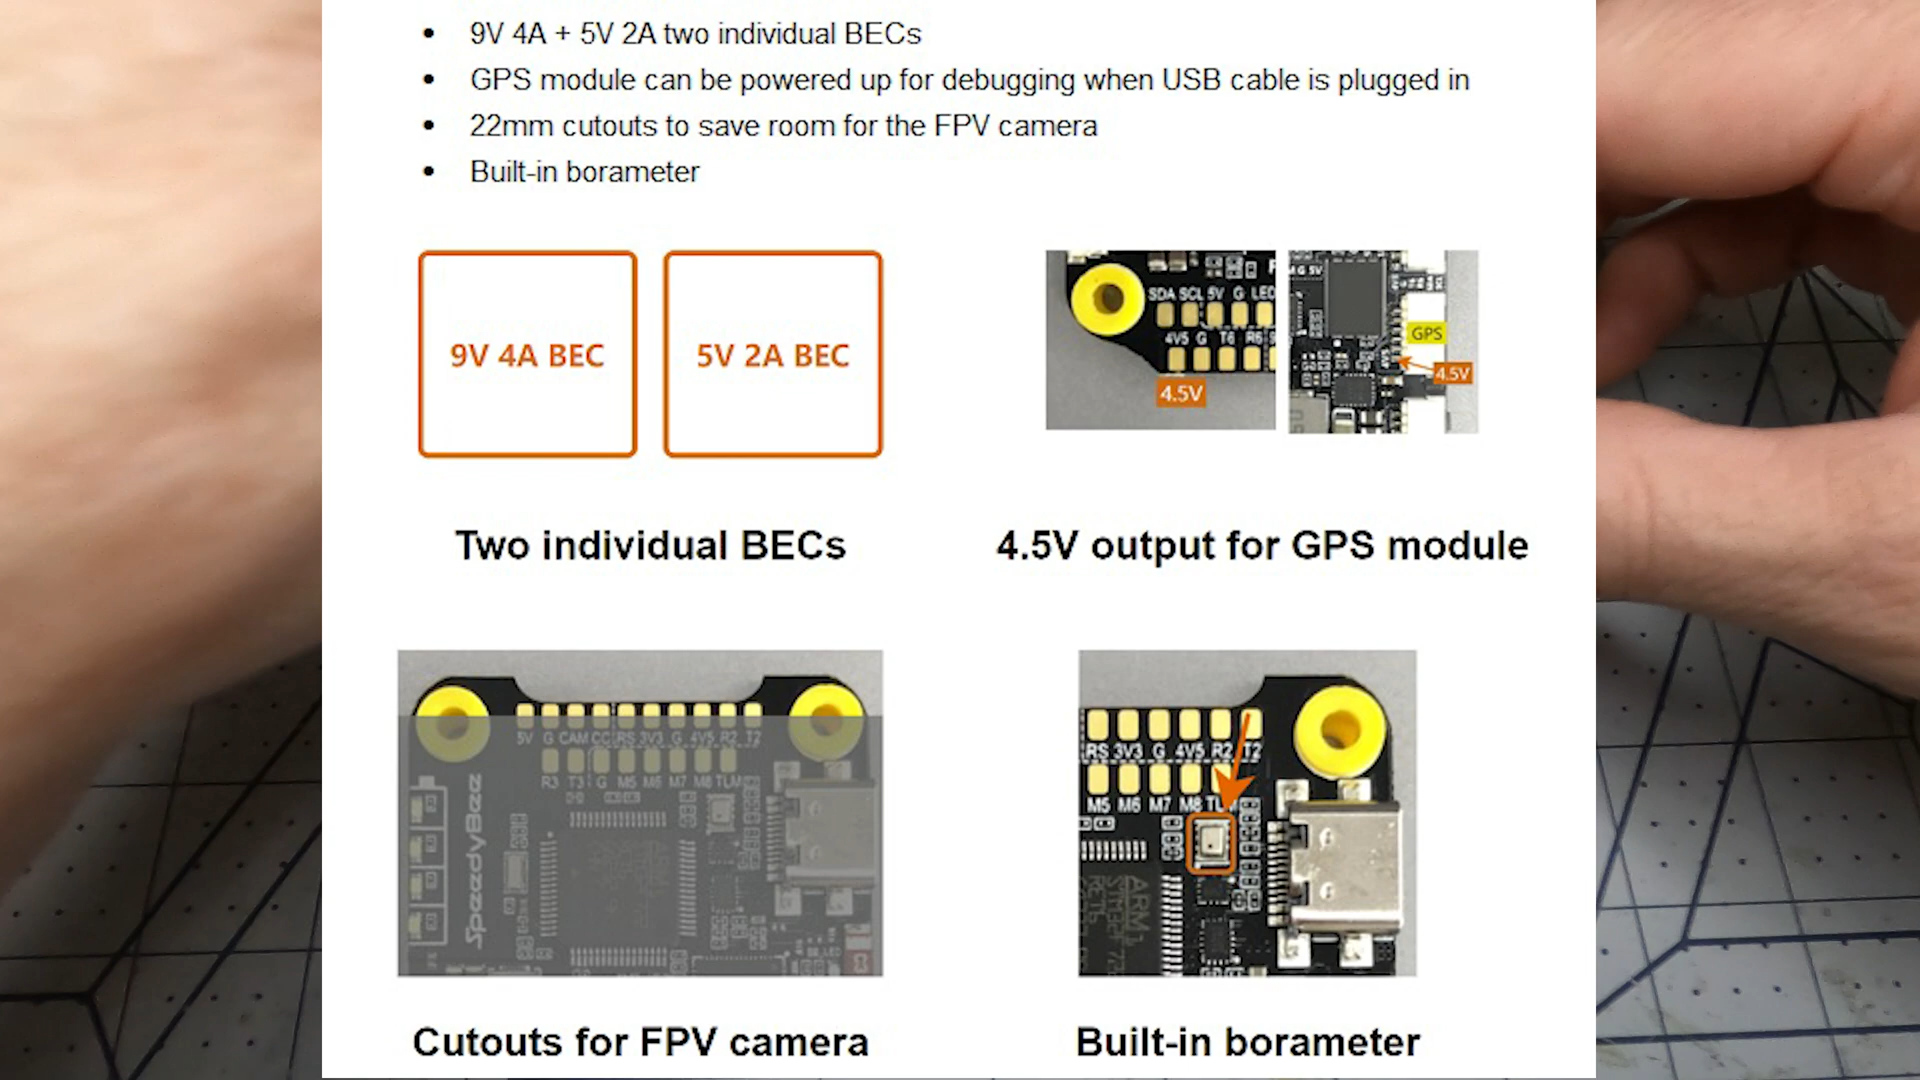 • 9V 4A + 5V 2A two individual BECs
• GPS module can be powered up for debugging when USB cable is plugged in
• 22mm cutouts to save room for the FPV camera
• Built-in borameter
9V 4A BEC
5V 2A BEC
SDA SCL 5V G LED
4V5 G T6 R6
4.5V
G 5V
GPS
4.5V
Two individual BECs
4.5V output for GPS module
5V G CAM CC RS 3V3 G 4V5 R2 T2
R3 T3 G M5 M6 M7 M8 TUM
SpeedyBee
RS 3V3 G 4V5 R2 T2
M5 M6 M7 M8
ARM
Cutouts for FPV camera
Built-in borameter